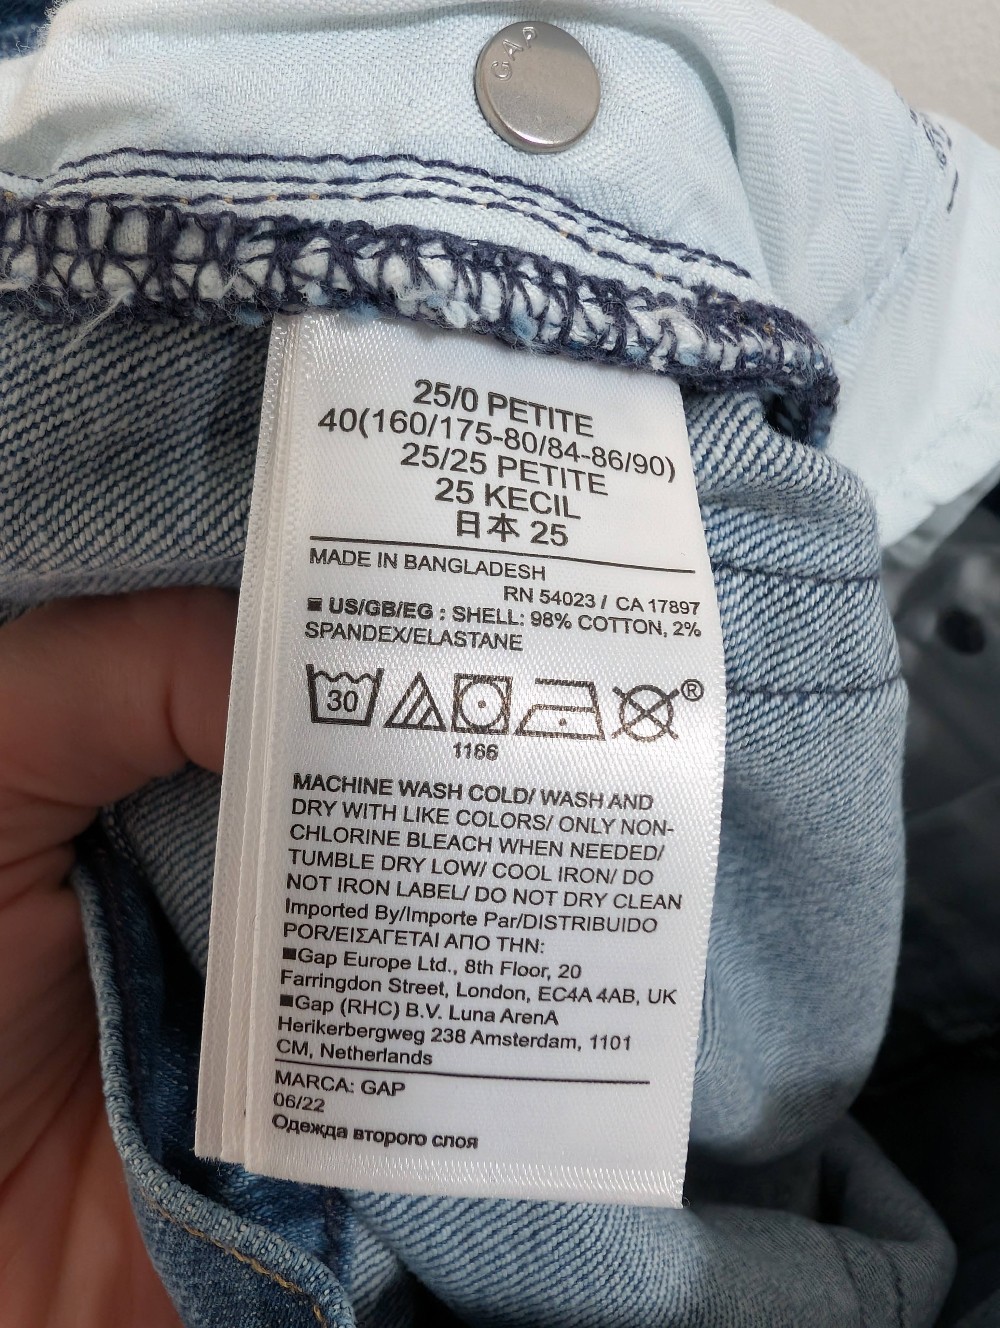 GAP
25/0 PETITE
40(160/175-80/84-86/90)
25/25 PETITE
25 KECIL
日本 25
MADE IN BANGLADESH
RN 54023 / CA 17897
US/GB/EG : SHELL: 98% COTTON, 2%
SPANDEX/ELASTANE
30
®
1166
MACHINE WASH COLD/ WASH AND
DRY WITH LIKE COLORS/ ONLY NON-
CHLORINE BLEACH WHEN NEEDED/
TUMBLE DRY LOW/ COOL IRON/ DO
NOT IRON LABEL/ DO NOT DRY CLEAN
Imported By/Importe Par/DISTRIBUIDO
POR/ΕΙΣΑΓΕΤΑΙ ΑΠΟ ΤΗΝ:
Gap Europe Ltd., 8th Floor, 20
Farringdon Street, London, EC4A 4AB, UK
Gap (RHC) B.V. Luna ArenA
Herikerbergweg 238 Amsterdam, 1101
CM, Netherlands
MARCA: GAP
06/22
Одежда второго слоя